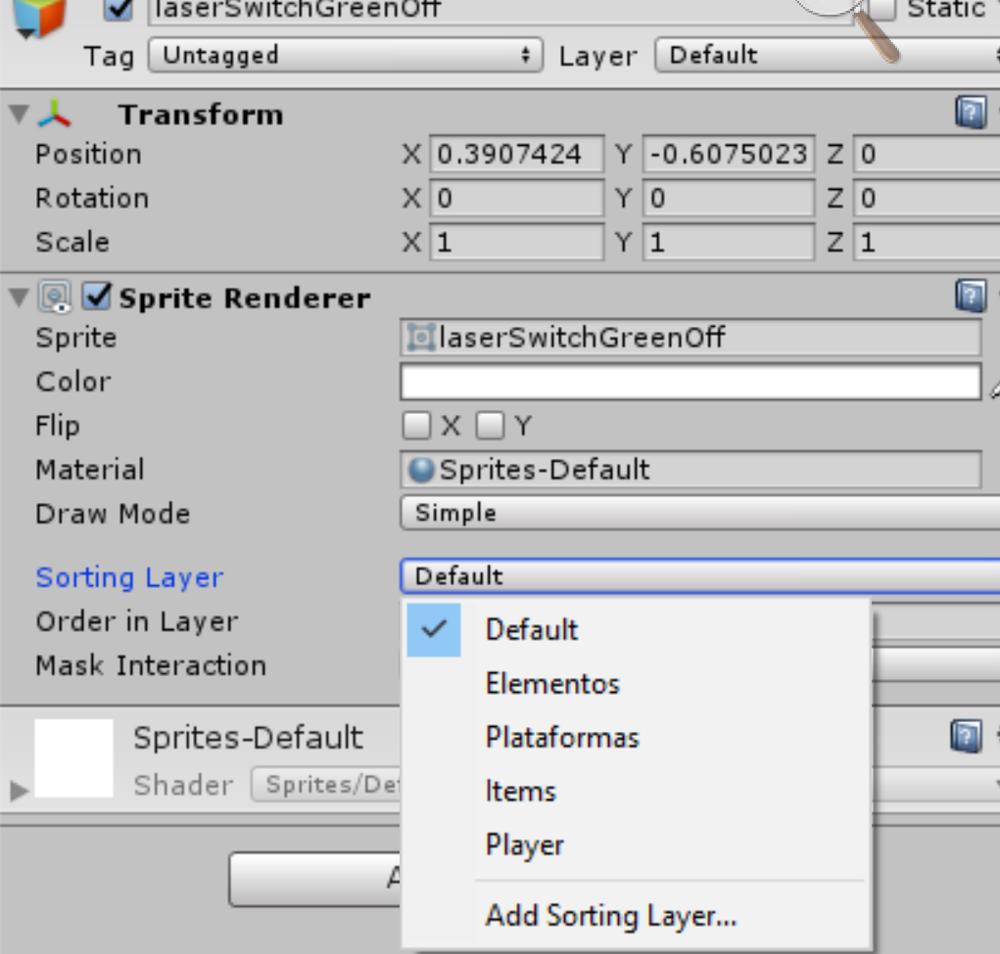 laserSwitchGreenOff Static
Tag Untagged Layer Default
Transform
Position X 0.3907424 Y -0.6075023 Z 0
Rotation X 0 Y 0 Z 0
Scale X 1 Y 1 Z 1
Sprite Renderer
Sprite laserSwitchGreenOff
Color
Flip X Y
Material Sprites-Default
Draw Mode Simple
Sorting Layer Default
Order in Layer Default
Mask Interaction Elementos
Plataformas
Sprites-Default
Shader Sprites/De
Items
Player
Add Sorting Layer...